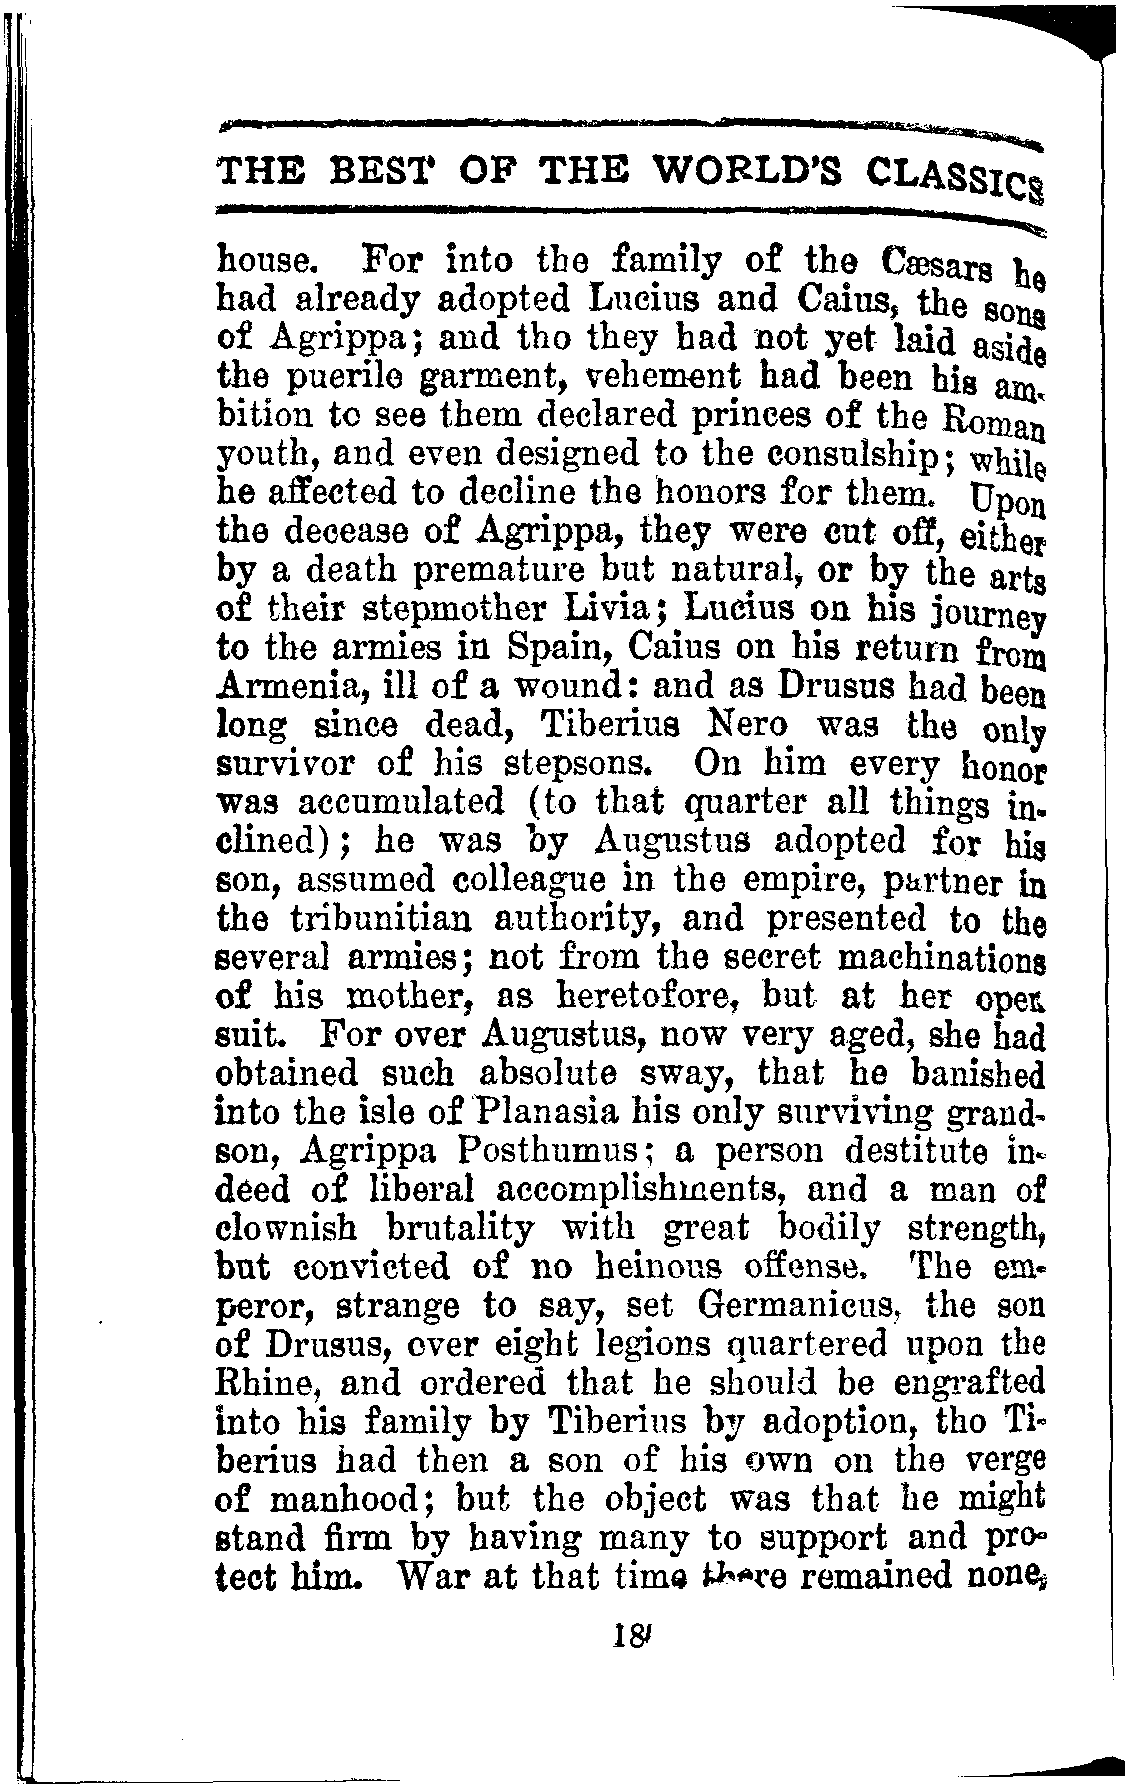 THE BEST OF THE WORLD'S CLASSICS
house. For into the family of the Cæsars he
had already adopted Lucius and Caius, the sons
of Agrippa; and tho they had not yet laid aside
the puerile garment, vehement had been his am-
bition to see them declared princes of the Roman
youth, and even designed to the consulship; while
he affected to decline the honors for them. Upon
the decease of Agrippa, they were cut off, either
by a death premature but natural, or by the arts
of their stepmother Livia; Lucius on his journey
to the armies in Spain, Caius on his return from
Armenia, ill of a wound: and as Drusus had been
long since dead, Tiberius Nero was the only
survivor of his stepsons. On him every honor
was accumulated (to that quarter all things in-
clined); he was by Augustus adopted for his
son, assumed colleague in the empire, partner in
the tribunitian authority, and presented to the
several armies; not from the secret machinations
of his mother, as heretofore, but at her open
suit. For over Augustus, now very aged, she had
obtained such absolute sway, that he banished
into the isle of Planasia his only surviving grand-
son, Agrippa Posthumus; a person destitute in-
deed of liberal accomplishments, and a man of
clownish brutality with great bodily strength,
but convicted of no heinous offense. The em-
peror, strange to say, set Germanicus, the son
of Drusus, over eight legions quartered upon the
Rhine, and ordered that he should be engrafted
into his family by Tiberius by adoption, tho Ti-
berius had then a son of his own on the verge
of manhood; but the object was that he might
stand firm by having many to support and pro-
tect him. War at that time there remained none,
18